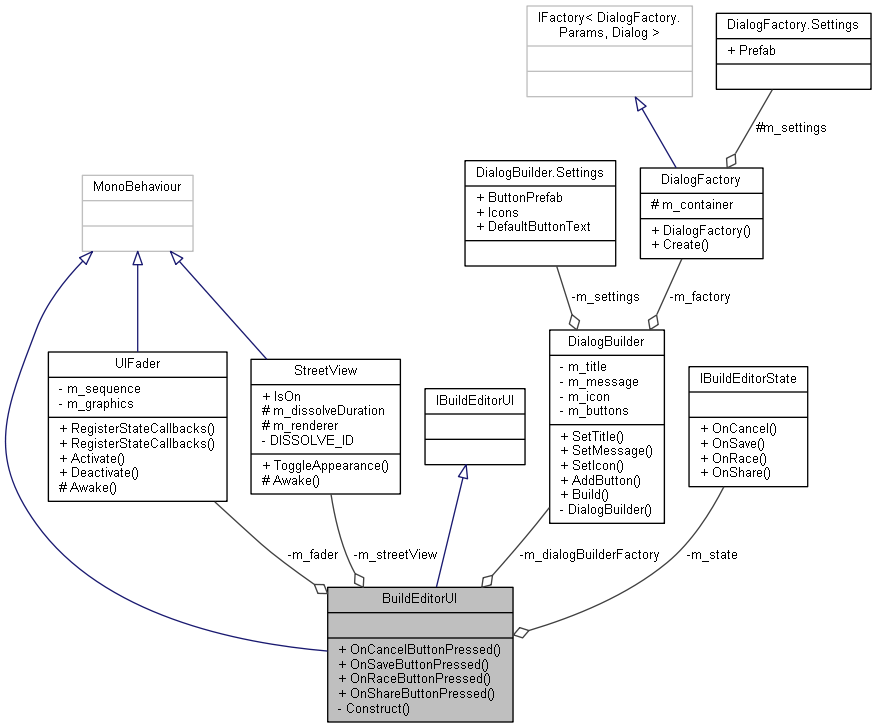 IFactory< DialogFactory.
Params, Dialog >
DialogFactory.Settings
+ Prefab
#m_settings
MonoBehaviour
DialogBuilder.Settings
+ ButtonPrefab
+ Icons
+ DefaultButtonText
DialogFactory
# m_container
+ DialogFactory()
+ Create()
-m_settings
-m_factory
UIFader
- m_sequence
- m_graphics
+ RegisterStateCallbacks()
+ RegisterStateCallbacks()
+ Activate()
+ Deactivate()
# Awake()
StreetView
+ IsOn
# m_dissolveDuration
# m_renderer
- DISSOLVE_ID
+ ToggleAppearance()
# Awake()
IBuildEditorUI
DialogBuilder
- m_title
- m_message
- m_icon
- m_buttons
+ SetTitle()
+ SetMessage()
+ SetIcon()
+ AddButton()
+ Build()
- DialogBuilder()
IBuildEditorState
+ OnCancel()
+ OnSave()
+ OnRace()
+ OnShare()
-m_fader
-m_streetView
-m_dialogBuilderFactory
-m_state
BuildEditorUI
+ OnCancelButtonPressed()
+ OnSaveButtonPressed()
+ OnRaceButtonPressed()
+ OnShareButtonPressed()
- Construct()